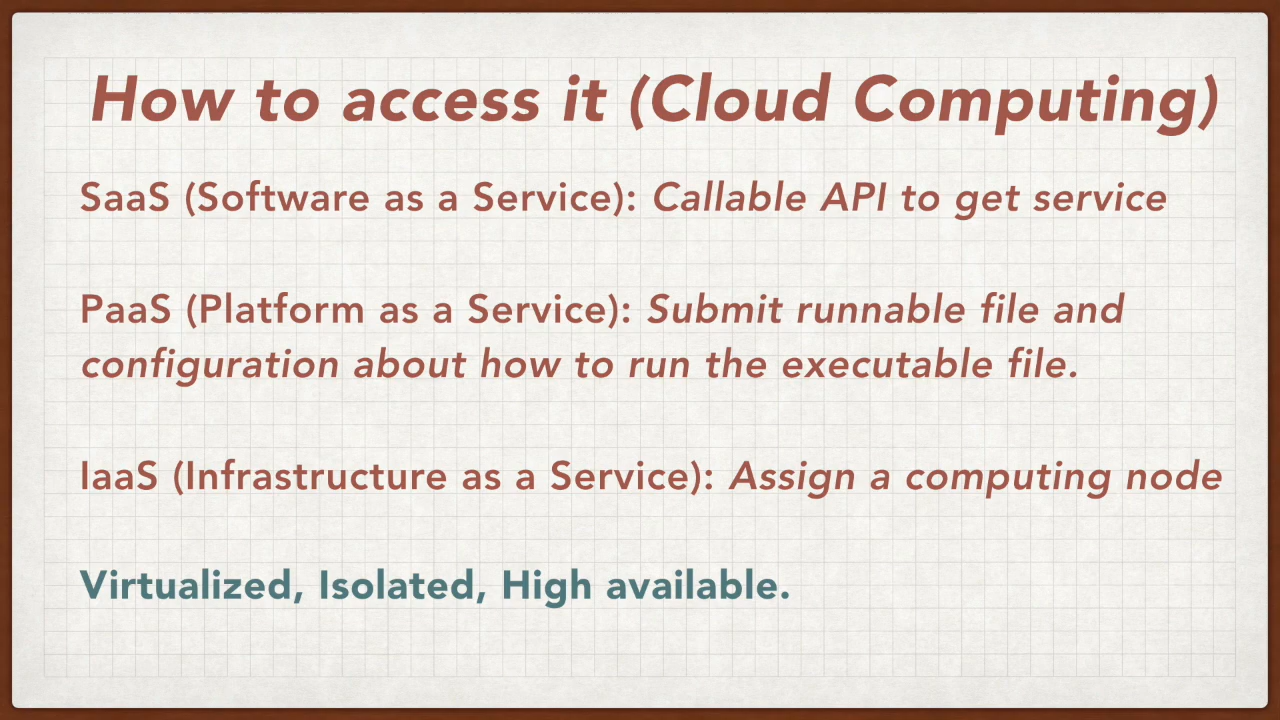 How to access it (Cloud Computing)
SaaS (Software as a Service): Callable API to get service
PaaS (Platform as a Service): Submit runnable file and
configuration about how to run the executable file.
IaaS (Infrastructure as a Service): Assign a computing node
Virtualized, Isolated, High available.